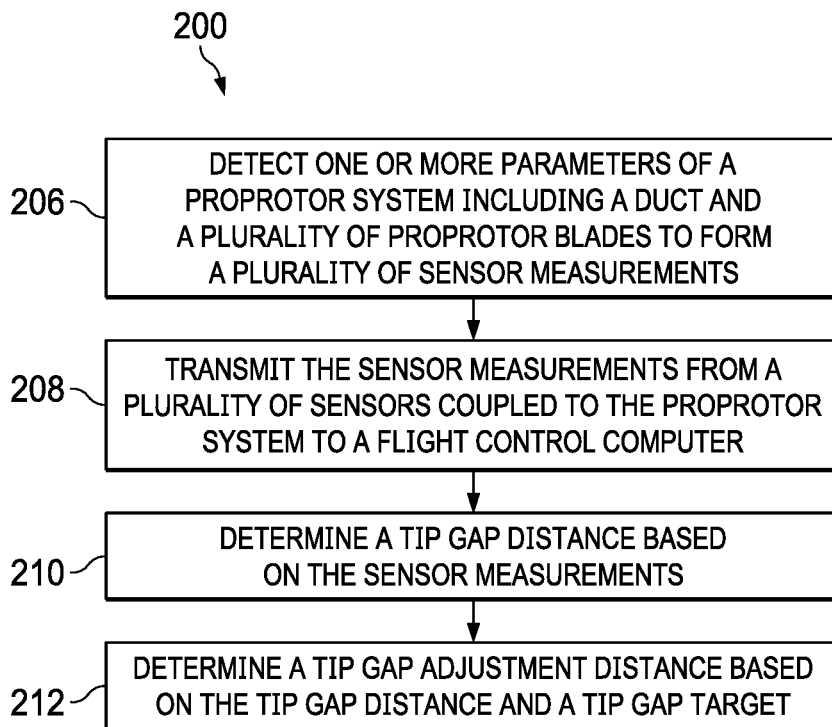 200
206
DETECT ONE OR MORE PARAMETERS OF A
PROPROTOR SYSTEM INCLUDING A DUCT AND
A PLURALITY OF PROPROTOR BLADES TO FORM
A PLURALITY OF SENSOR MEASUREMENTS
208
TRANSMIT THE SENSOR MEASUREMENTS FROM A
PLURALITY OF SENSORS COUPLED TO THE PROPROTOR
SYSTEM TO A FLIGHT CONTROL COMPUTER
210
DETERMINE A TIP GAP DISTANCE BASED
ON THE SENSOR MEASUREMENTS
212
DETERMINE A TIP GAP ADJUSTMENT DISTANCE BASED
ON THE TIP GAP DISTANCE AND A TIP GAP TARGET